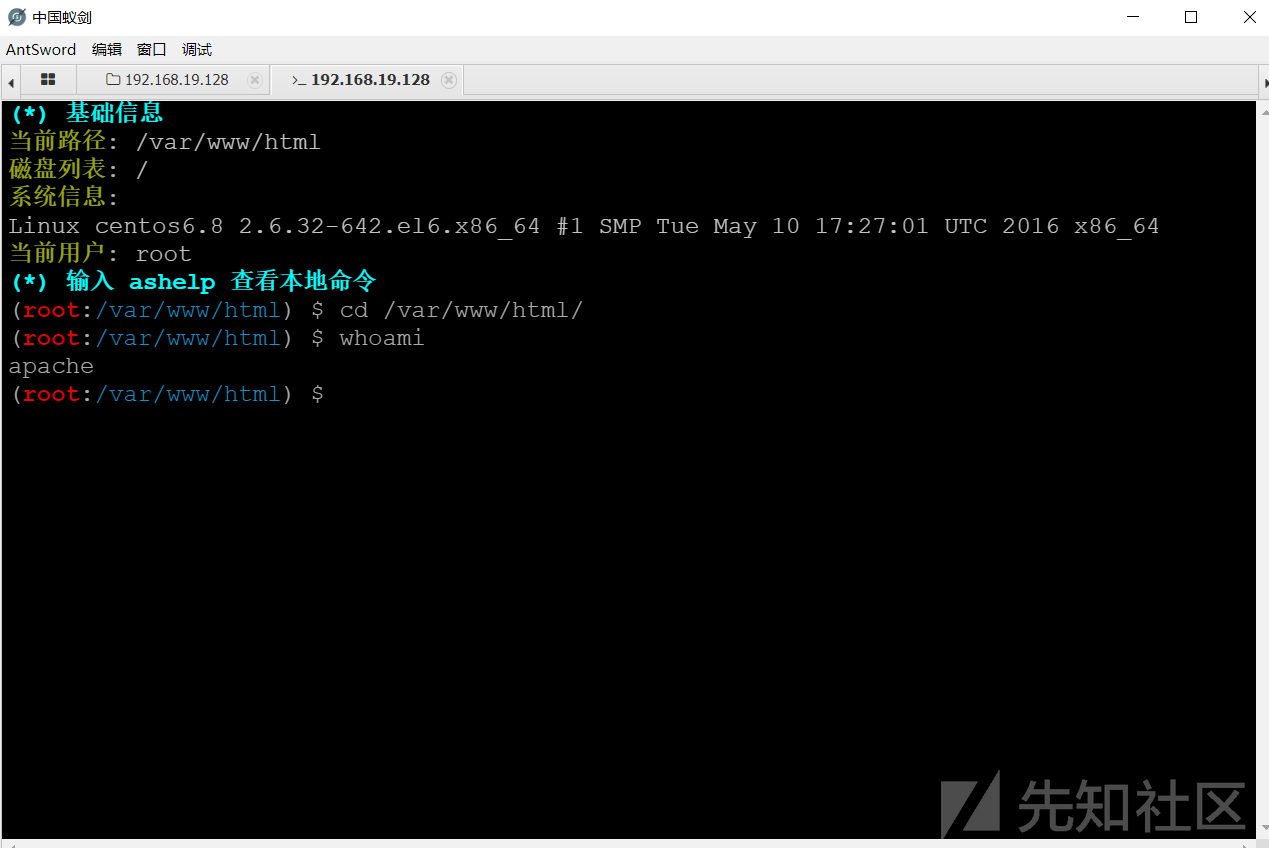 中国蚁剑
AntSword 编辑 窗口 调试
192.168.19.128 >_ 192.168.19.128
(*) 基础信息
当前路径: /var/www/html
磁盘列表: /
系统信息:
Linux centos6.8 2.6.32-642.el6.x86_64 #1 SMP Tue May 10 17:27:01 UTC 2016 x86_64
当前用户: root
(*) 输入 ashelp 查看本地命令
(root:/var/www/html) $ cd /var/www/html/
(root:/var/www/html) $ whoami
apache
(root:/var/www/html) $
先知社区